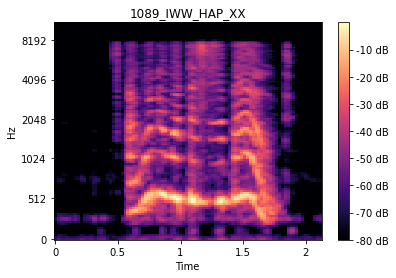 1089_IWW_HAP_XX
8192
4096
2048
1024
512
0
Hz
0
0.5
1
1.5
2
Time
-10 dB
-20 dB
-30 dB
-40 dB
-50 dB
-60 dB
-70 dB
-80 dB